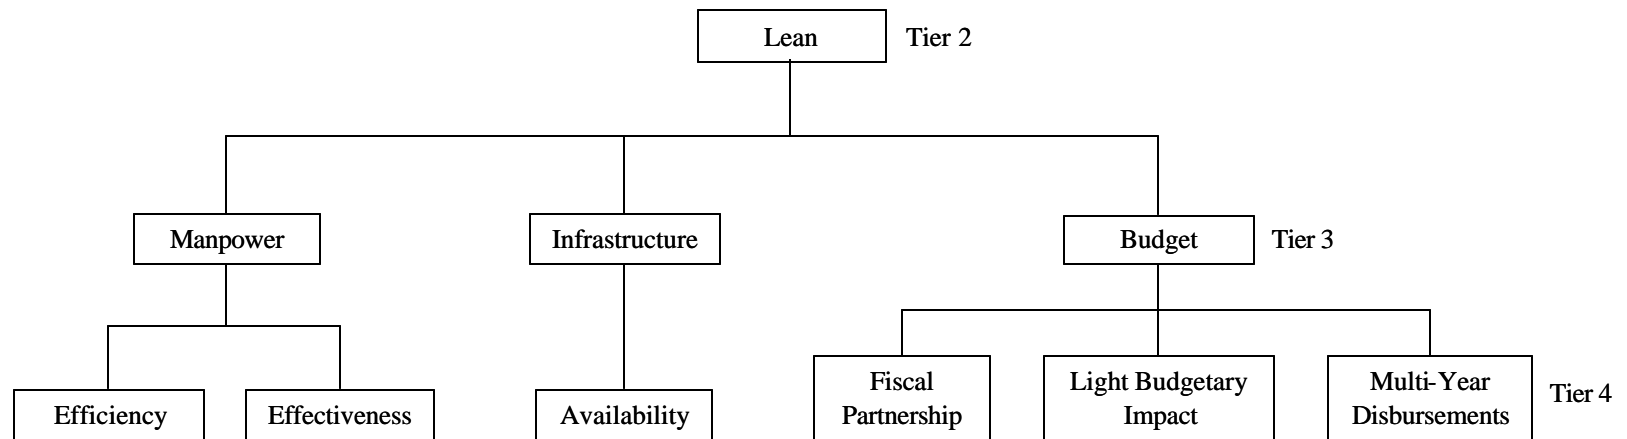 Lean
Tier 2
Manpower
Infrastructure
Budget
Tier 3
Efficiency
Effectiveness
Availability
Fiscal
Partnership
Light Budgetary
Impact
Multi-Year
Disbursements
Tier 4